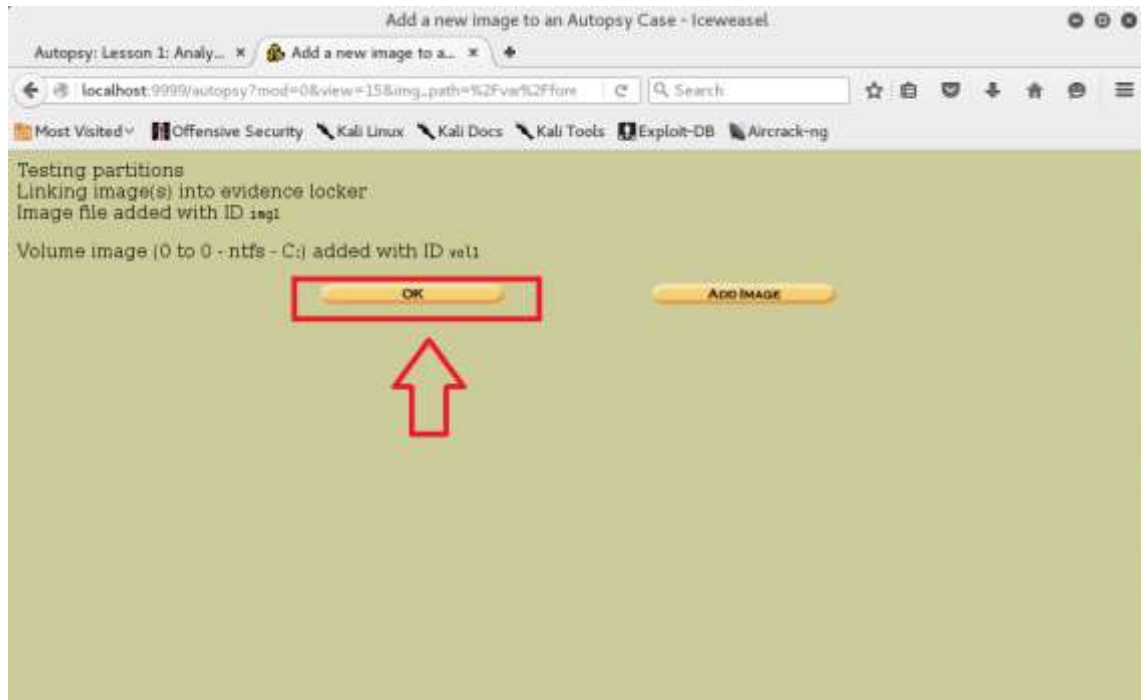 Add a new image to an Autopsy Case - Iceweasel
Autopsy: Lesson 1: Analy... × Add a new image to a... ×
localhost:9999/autopsy?mod=0&view=15&img_path=%2Fvar%2Ffore Search
Most Visited Offensive Security Kali Linux Kali Docs Kali Tools Exploit-DB Aircrack-ng
Testing partitions
Linking image(s) into evidence locker
Image file added with ID img1
Volume image (0 to 0 - ntfs - C:) added with ID vol1
OK ADD IMAGE